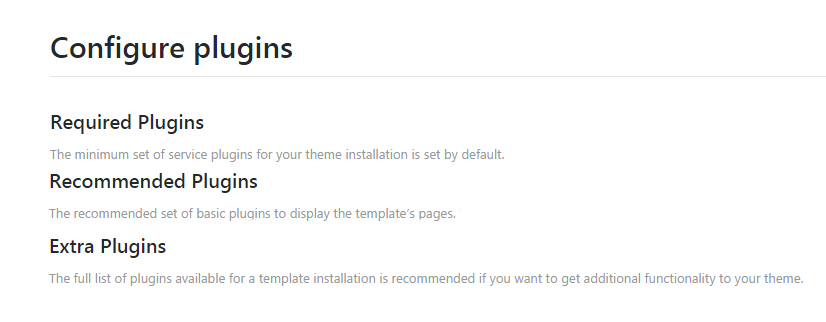 Configure plugins
Required Plugins
The minimum set of service plugins for your theme installation is set by default.
Recommended Plugins
The recommended set of basic plugins to display the template's pages.
Extra Plugins
The full list of plugins available for a template installation is recommended if you want to get additional functionality to your theme.